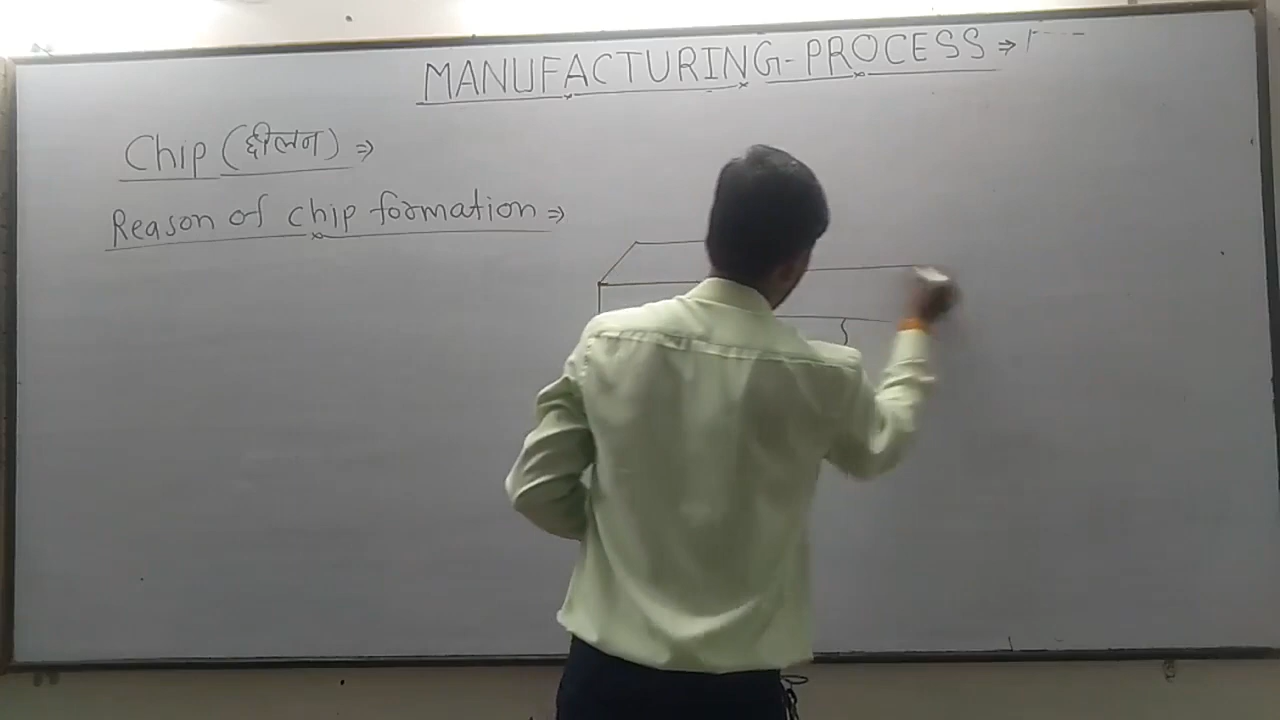 MANUFACTURING-PROCESS ⇒
Chip (छीलन) ⇒
Reason of chip formation ⇒